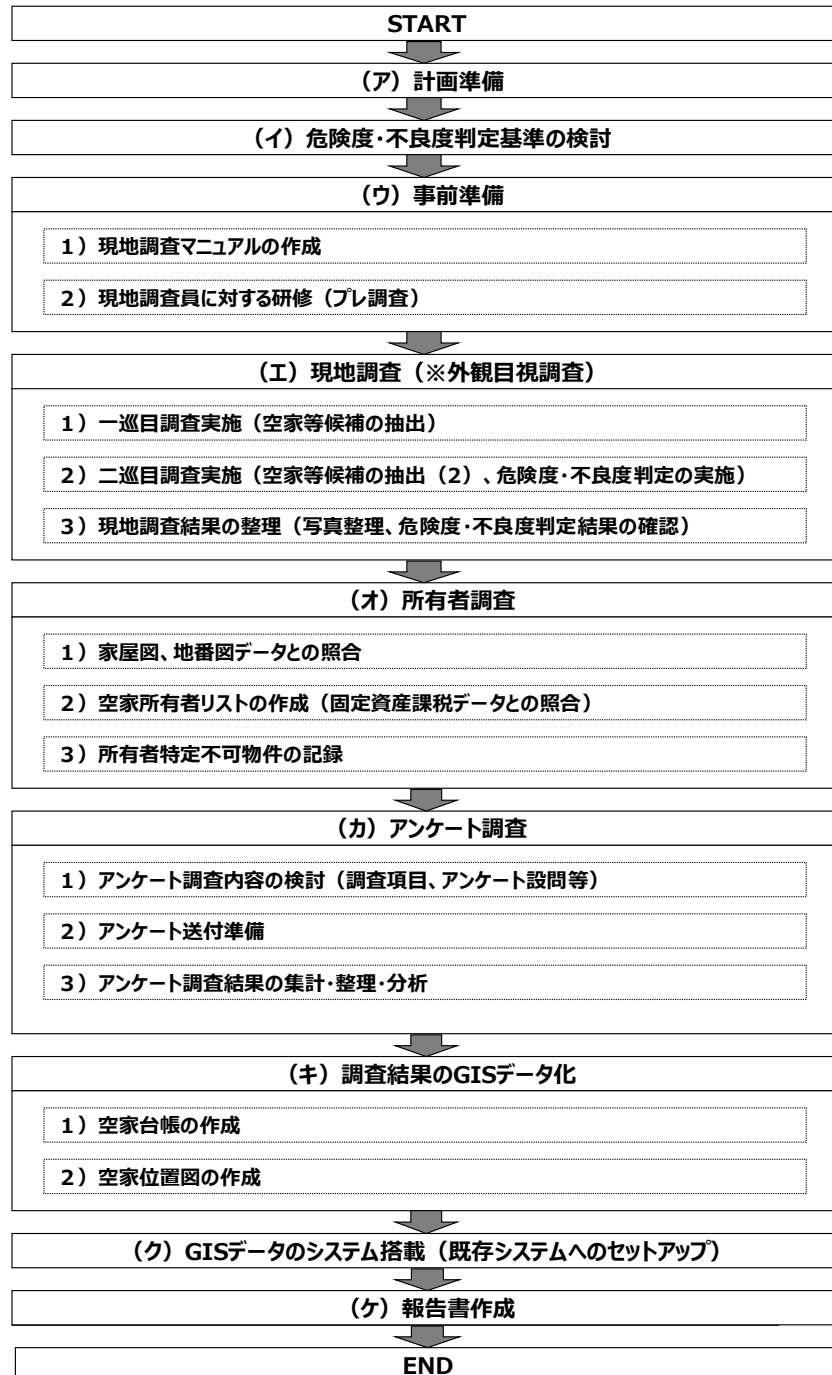 START
（ア）計画準備
（イ）危険度･不良度判定基準の検討
（ウ）事前準備
1）現地調査マニュアルの作成
2）現地調査員に対する研修（プレ調査）
（エ）現地調査（※外観目視調査）
1）一巡目調査実施（空家等候補の抽出）
2）二巡目調査実施（空家等候補の抽出（2）、危険度･不良度判定の実施）
3）現地調査結果の整理（写真整理、危険度･不良度判定結果の確認）
（オ）所有者調査
1）家屋図、地番図データとの照合
2）空家所有者リストの作成（固定資産課税データとの照合）
3）所有者特定不可物件の記録
（カ）アンケート調査
1）アンケート調査内容の検討（調査項目、アンケート設問等）
2）アンケート送付準備
3）アンケート調査結果の集計･整理･分析
（キ）調査結果のGISデータ化
1）空家台帳の作成
2）空家位置図の作成
（ク）GISデータのシステム搭載（既存システムへのセットアップ）
（ケ）報告書作成
END